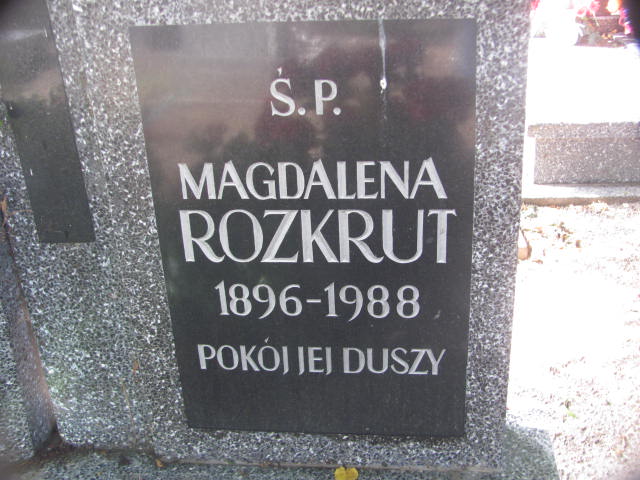 Ś.P.
MAGDALENA
ROZKRUT
1896-1988
POKÓJ JEJ DUSZY